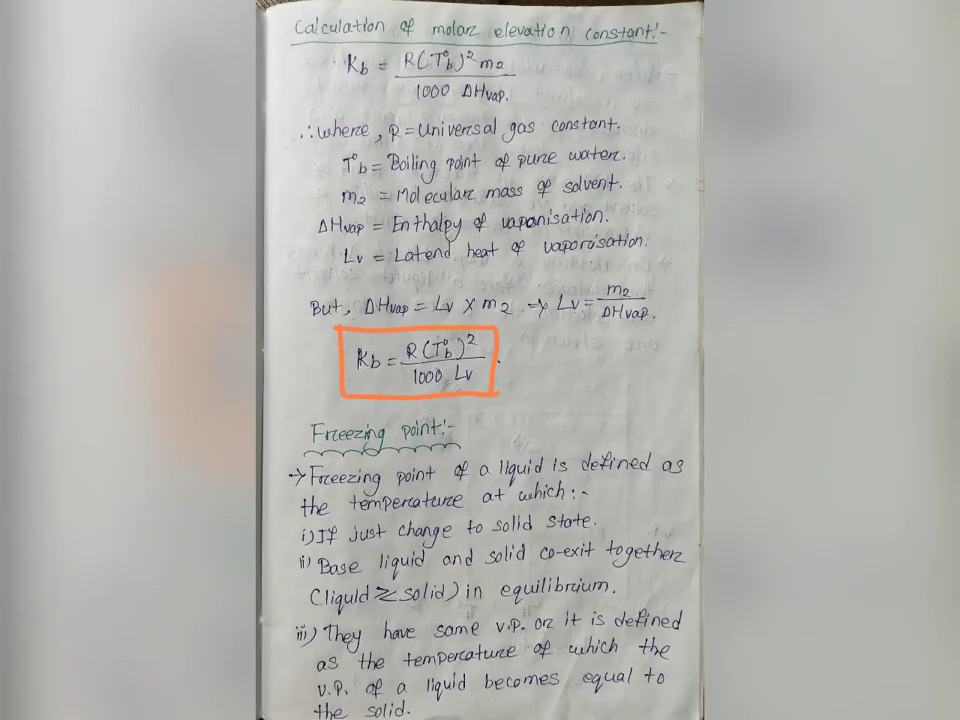 Calculation of molar elevation constant:-
Kb = R(T°b)² m2 / 1000 ΔHvap.
∴ where, R = Universal gas constant.
T°b = Boiling point of pure water.
m2 = Molecular mass of solvent.
ΔHvap = Enthalpy of vaporisation.
Lv = Latend heat of vaporisation.
But, ΔHvap = Lv × m2 => Lv = m2 / ΔHvap.
Kb = R(T°b)² / 1000 Lv .
Freezing point:-
→ Freezing point of a liquid is defined as
the temperature at which:-
i) If just change to solid state.
ii) Base liquid and solid co-exit together
(liquid ⇌ solid) in equilibrium.
iii) They have same v.p. or it is defined
as the temperature of which the
v.p. of a liquid becomes equal to
the solid.